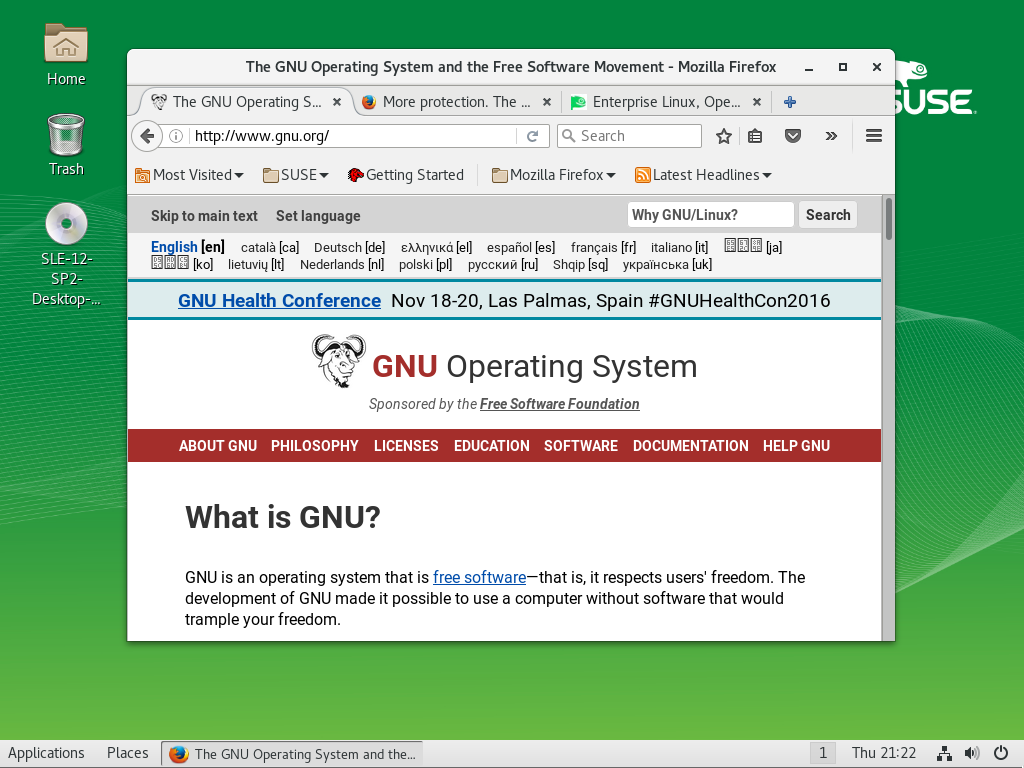 Home
Trash
SLE-12-
SP2-
Desktop-...
SUSE
The GNU Operating System and the Free Software Movement - Mozilla Firefox
The GNU Operating S...
More protection. The ...
Enterprise Linux, Ope...
http://www.gnu.org/
Search
Most Visited
SUSE
Getting Started
Mozilla Firefox
Latest Headlines
Skip to main text Set language
Why GNU/Linux? Search
English [en] català [ca] Deutsch [de] ελληνικά [el] español [es] français [fr] italiano [it] [ja]
[ko] lietuvių [lt] Nederlands [nl] polski [pl] русский [ru] Shqip [sq] українська [uk]
GNU Health Conference Nov 18-20, Las Palmas, Spain #GNUHealthCon2016
GNU Operating System
Sponsored by the Free Software Foundation
ABOUT GNU PHILOSOPHY LICENSES EDUCATION SOFTWARE DOCUMENTATION HELP GNU
What is GNU?
GNU is an operating system that is free software—that is, it respects users' freedom. The
development of GNU made it possible to use a computer without software that would
trample your freedom.
Applications Places The GNU Operating System and the... 1 Thu 21:22